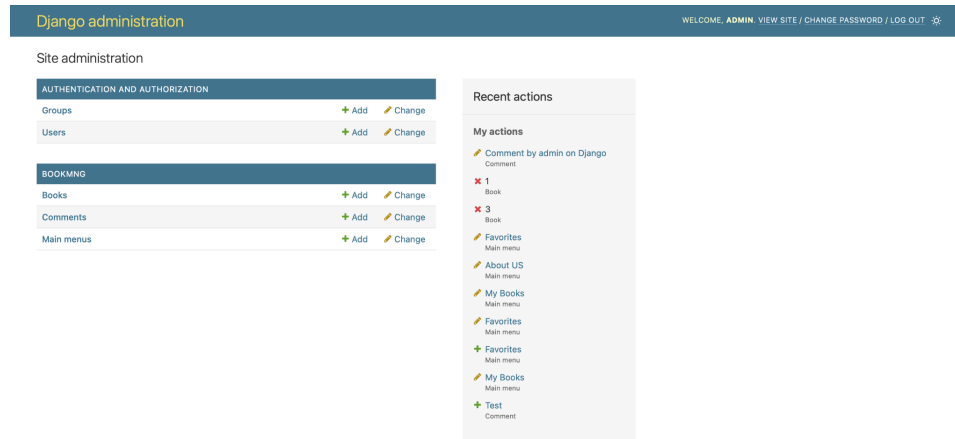 Django administration
WELCOME, ADMIN. VIEW SITE / CHANGE PASSWORD / LOG OUT
Site administration
AUTHENTICATION AND AUTHORIZATION
Groups + Add Change
Users + Add Change
BOOKMNG
Books + Add Change
Comments + Add Change
Main menus + Add Change
Recent actions
My actions
Comment by admin on Django
Comment
1
Book
3
Book
Favorites
Main menu
About US
Main menu
My Books
Main menu
Favorites
Main menu
+ Favorites
Main menu
My Books
Main menu
+ Test
Comment